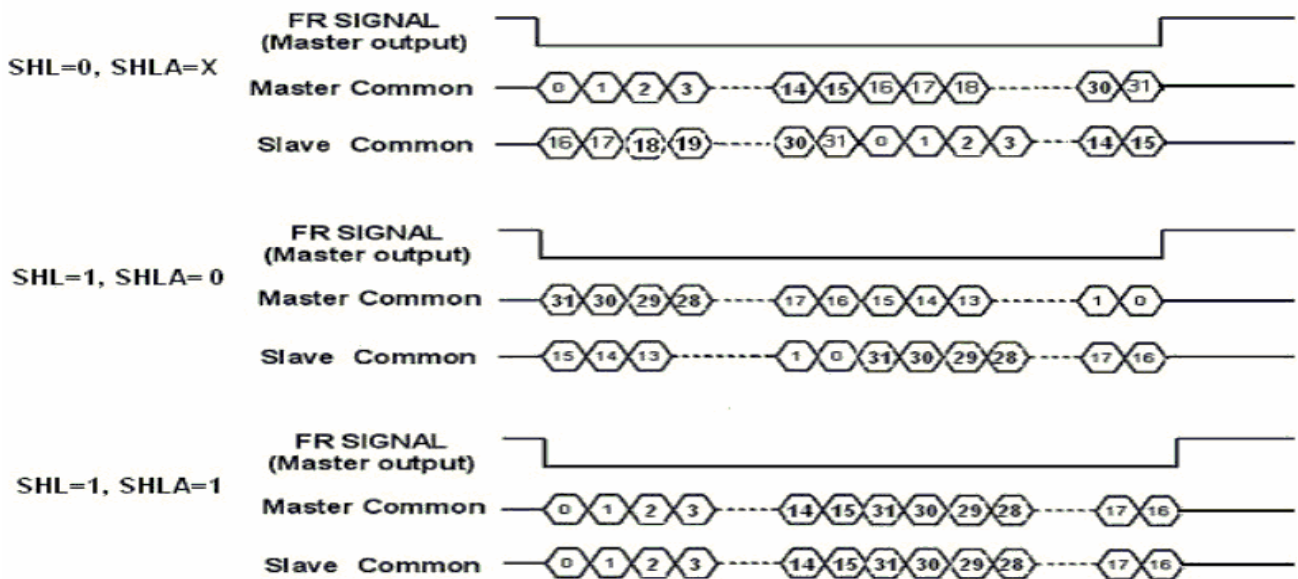 FR SIGNAL
(Master output)
SHL=0, SHLA=X
Master Common 0 1 2 3 14 15 16 17 18 30 31
Slave Common 16 17 18 19 30 31 0 1 2 3 14 15
FR SIGNAL
(Master output)
SHL=1, SHLA= 0
Master Common 31 30 29 28 17 16 15 14 13 1 0
Slave Common 15 14 13 1 0 31 30 29 28 17 16
FR SIGNAL
(Master output)
SHL=1, SHLA=1
Master Common 0 1 2 3 14 15 31 30 29 28 17 16
Slave Common 0 1 2 3 14 15 31 30 29 28 17 16